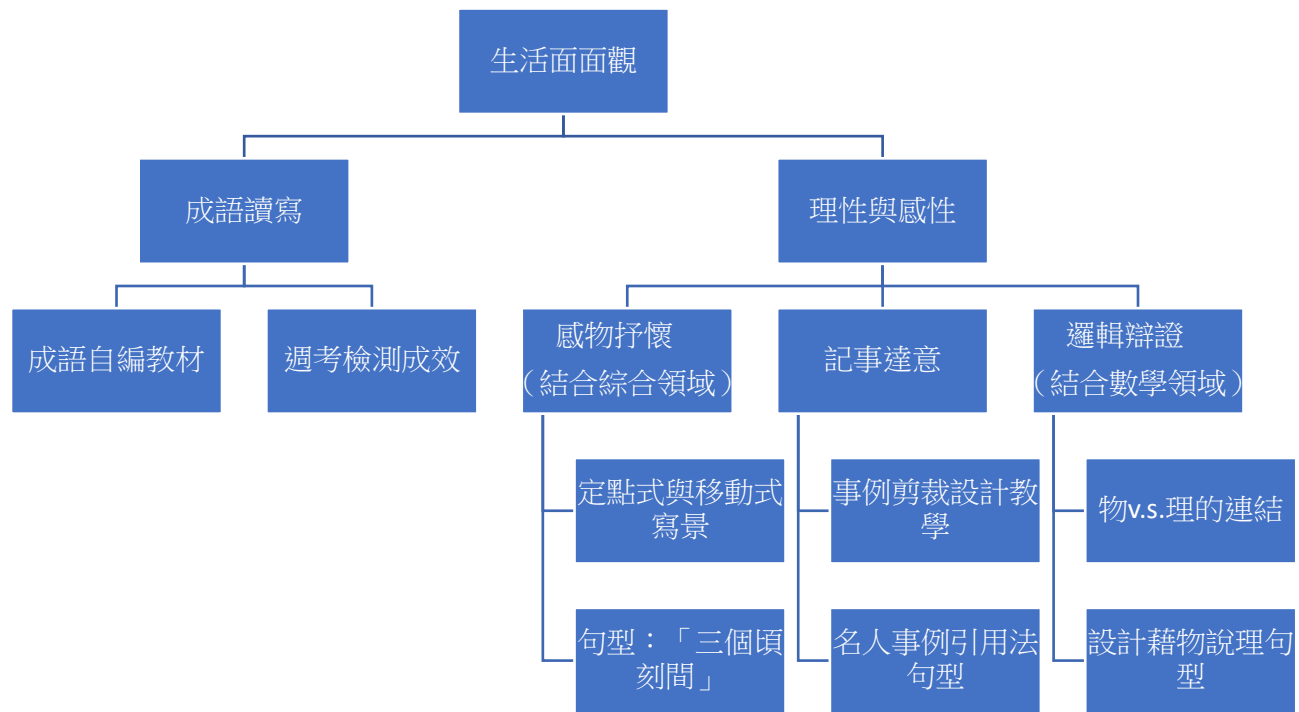 生活面面觀
成語讀寫
理性與感性
成語自編教材
週考檢測成效
感物抒懷
（結合綜合領域）
記事達意
邏輯辯證
（結合數學領域）
定點式與移動式
寫景
事例剪裁設計教
學
物v.s.理的連結
句型：「三個頃
刻間」
名人事例引用法
句型
設計藉物說理句
型